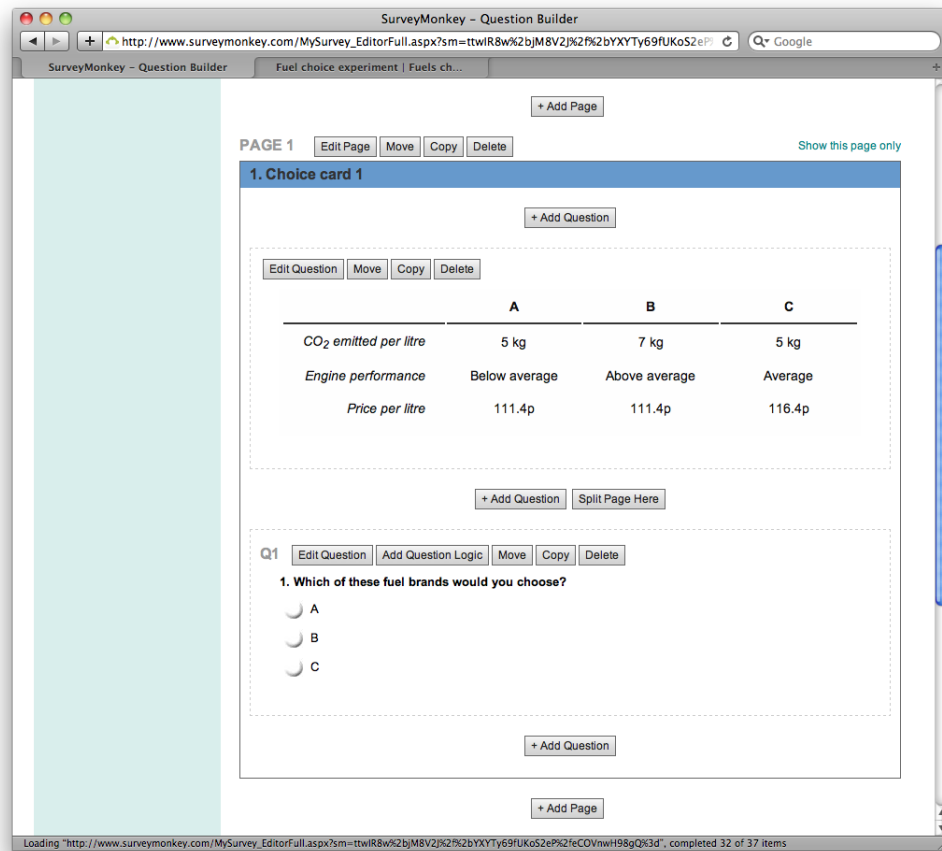 SurveyMonkey – Question Builder
http://www.surveymonkey.com/MySurvey_EditorFull.aspx?sm=ttwIR8w%2bjM8V2J%2f%2bYXYTy69fUKoS2eP
Google
SurveyMonkey – Question Builder Fuel choice experiment | Fuels ch...
+ Add Page
PAGE 1 Edit Page Move Copy Delete Show this page only
1. Choice card 1
+ Add Question
Edit Question Move Copy Delete
A B C
CO2 emitted per litre 5 kg 7 kg 5 kg
Engine performance Below average Above average Average
Price per litre 111.4p 111.4p 116.4p
+ Add Question Split Page Here
Q1 Edit Question Add Question Logic Move Copy Delete
1. Which of these fuel brands would you choose?
A
B
C
+ Add Question
+ Add Page
Loading "http://www.surveymonkey.com/MySurvey_EditorFull.aspx?sm=ttwIR8w%2bjM8V2J%2f%2bYXYTy69fUKoS2eP%2feCOVnwH98gQ%3d", completed 32 of 37 items